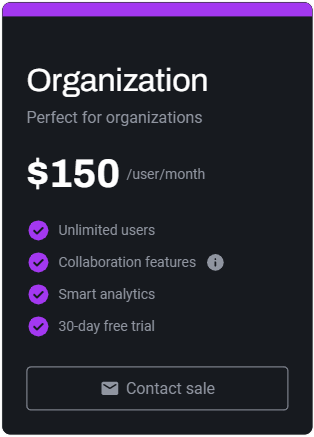 Organization
Perfect for organizations
$150 /user/month
Unlimited users
Collaboration features
Smart analytics
30-day free trial
Contact sale